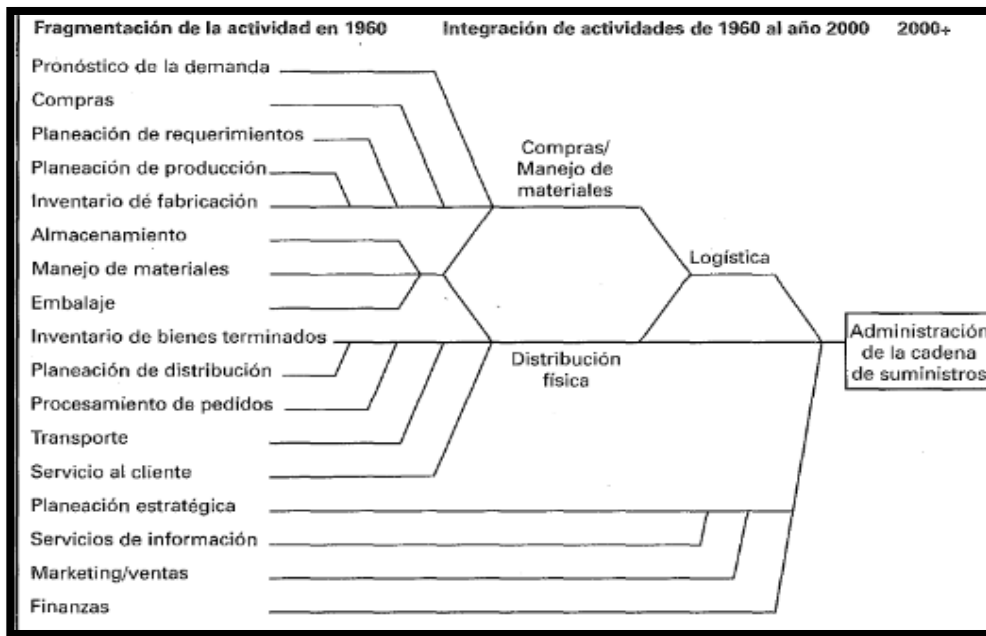 Fragmentación de la actividad en 1960 Integración de actividades de 1960 al año 2000 2000+
Pronóstico de la demanda
Compras
Planeación de requerimientos
Planeación de producción
Inventario dé fabricación
Almacenamiento
Manejo de materiales
Embalaje
Inventario de bienes terminados
Planeación de distribución
Procesamiento de pedidos
Transporte
Servicio al cliente
Planeación estratégica
Servicios de información
Marketing/ventas
Finanzas
Compras/
Manejo de
materiales
Distribución
física
Logística
Administración
de la cadena
de suministros